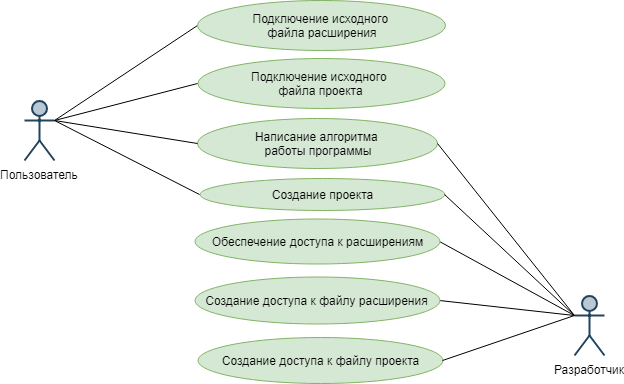 Подключение исходного
файла расширения
Подключение исходного
файла проекта
Написание алгоритма
работы программы
Пользователь
Создание проекта
Обеспечение доступа к расширениям
Создание доступа к файлу расширения
Создание доступа к файлу проекта
Разработчик